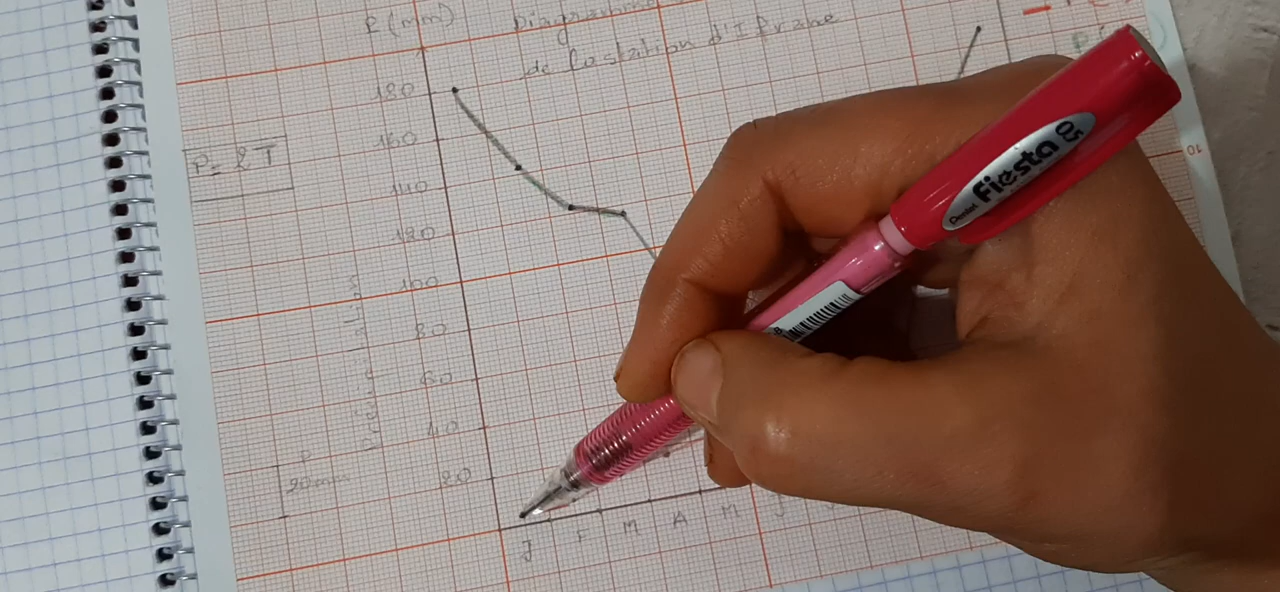 P(mm)
Diagramme
de la station d'Ifrane
180
160
P=2T
140
120
100
80
60
40
20
20mm
J F M A M J
Pentel Fiesta 0.5
10